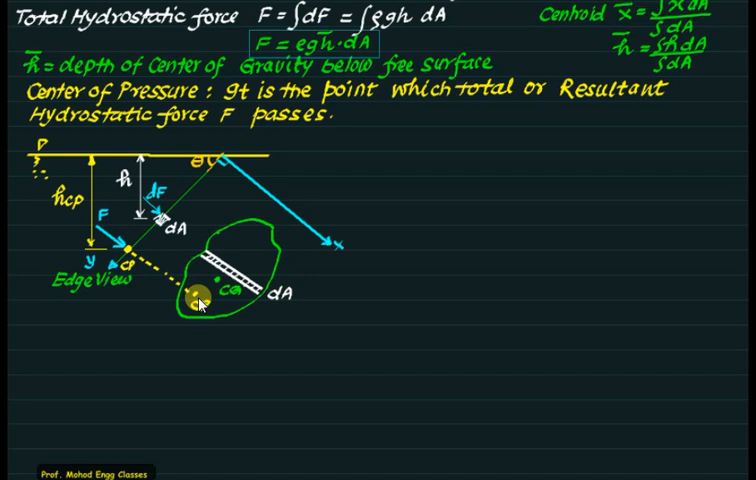 Total Hydrostatic force F = ∫dF = ∫ρgh dA
Centroid x̄ = ∫x dA / ∫dA
F = ρgh̄·dA
h̄ = ∫h dA / ∫dA
h̄ = depth of Center of Gravity below free surface
Center of Pressure : It is the point which total or Resultant
Hydrostatic force F passes.
θ
h
hcp
dF
F
dA
x
y
CP
Edge View
CG
dA
Prof. Mohod Engg Classes